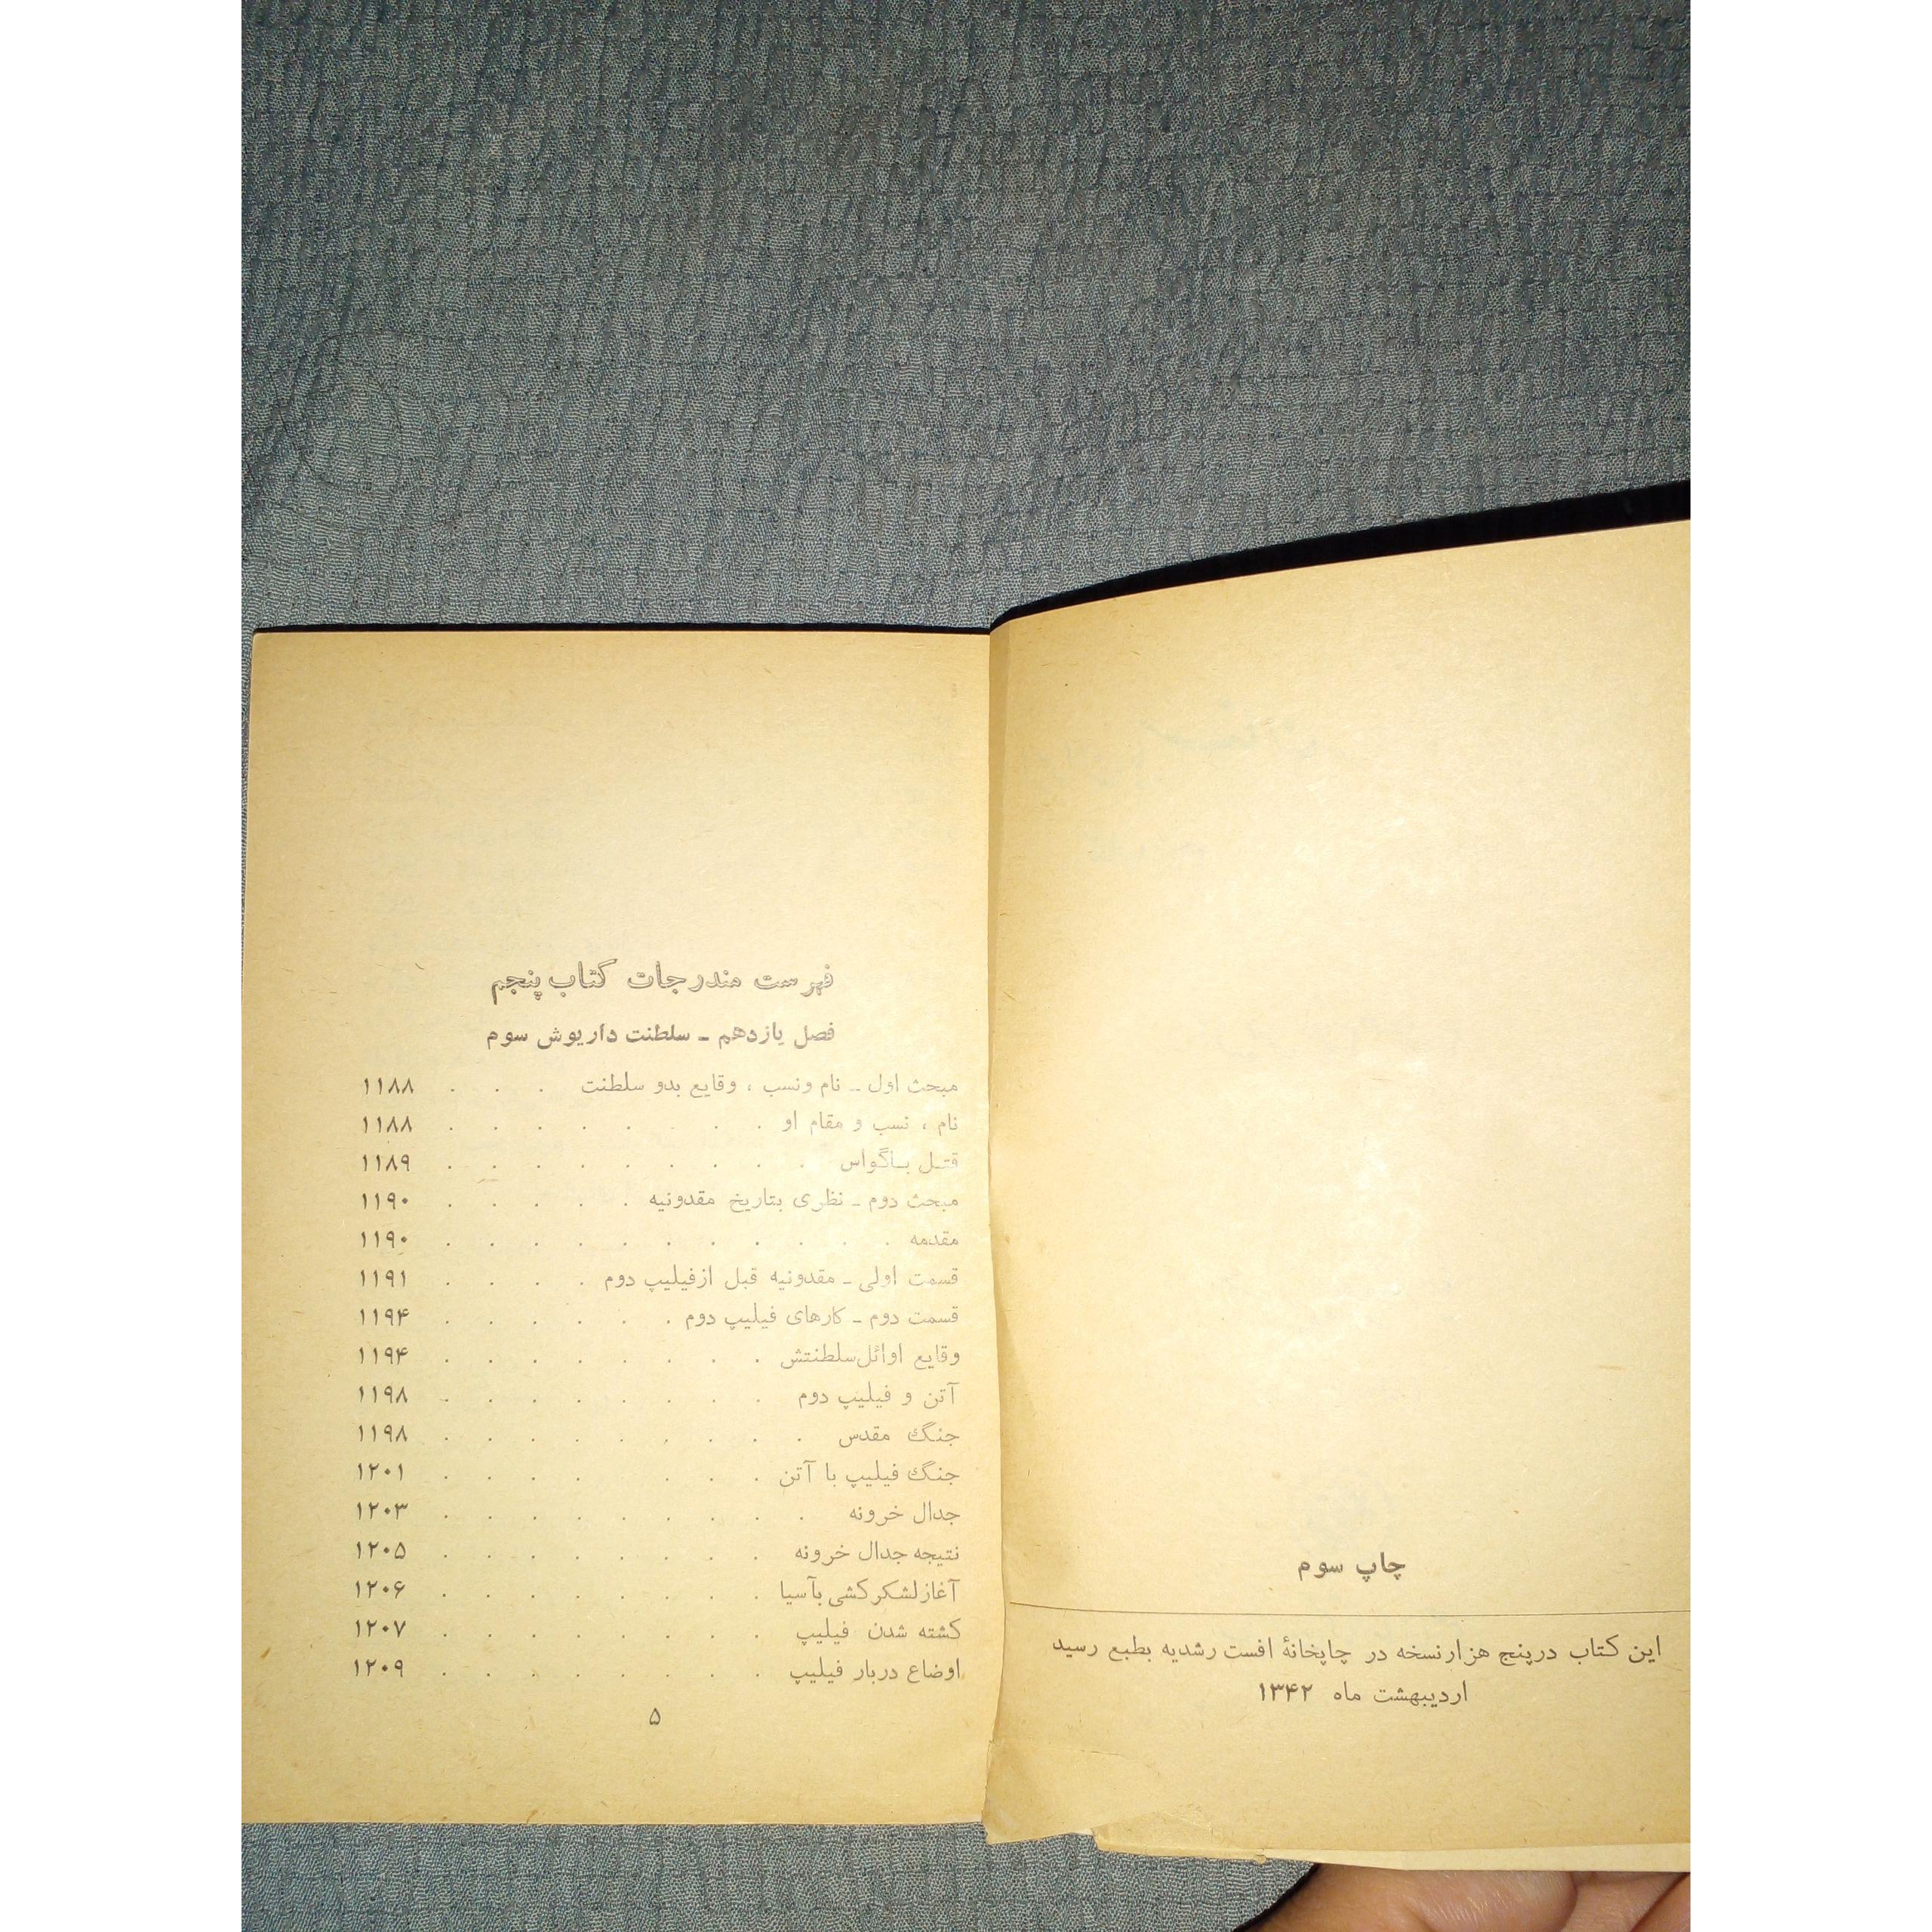 چاپ سوم
این کتاب درپنج هزارنسخه در چاپخانهٔ افست رشدیه بطبع رسید
اردیبهشت ماه ۱۳۴۲
فهرست مندرجات کتاب پنجم
فصل یازدهم ـ سلطنت داریوش سوم
مبحث اول ـ نام ونسب ، وقایع بدو سلطنت . . . ۱۱۸۸
نام ، نسب و مقام او . . . . . . . . ۱۱۸۸
قتل باگواس . . . . . . . . . ۱۱۸۹
مبحث دوم ـ نظری بتاریخ مقدونیه . . . . . ۱۱۹۰
مقدمه . . . . . . . . . . . ۱۱۹۰
قسمت اولی ـ مقدونیه قبل ازفیلیپ دوم . . . . ۱۱۹۱
قسمت دوم ـ کارهای فیلیپ دوم . . . . . . ۱۱۹۴
وقایع اوائل‌سلطنتش . . . . . . . . ۱۱۹۴
آتن و فیلیپ دوم . . . . . . . . ۱۱۹۸
جنگ مقدس . . . . . . . . . ۱۱۹۸
جنگ فیلیپ با آتن . . . . . . . . ۱۲۰۱
جدال خرونه . . . . . . . . . ۱۲۰۳
نتیجه جدال خرونه . . . . . . . . ۱۲۰۵
آغازلشکرکشی بآسیا . . . . . . . . ۱۲۰۶
کشته شدن فیلیپ . . . . . . . . ۱۲۰۷
اوضاع دربار فیلیپ . . . . . . . . ۱۲۰۹
۵